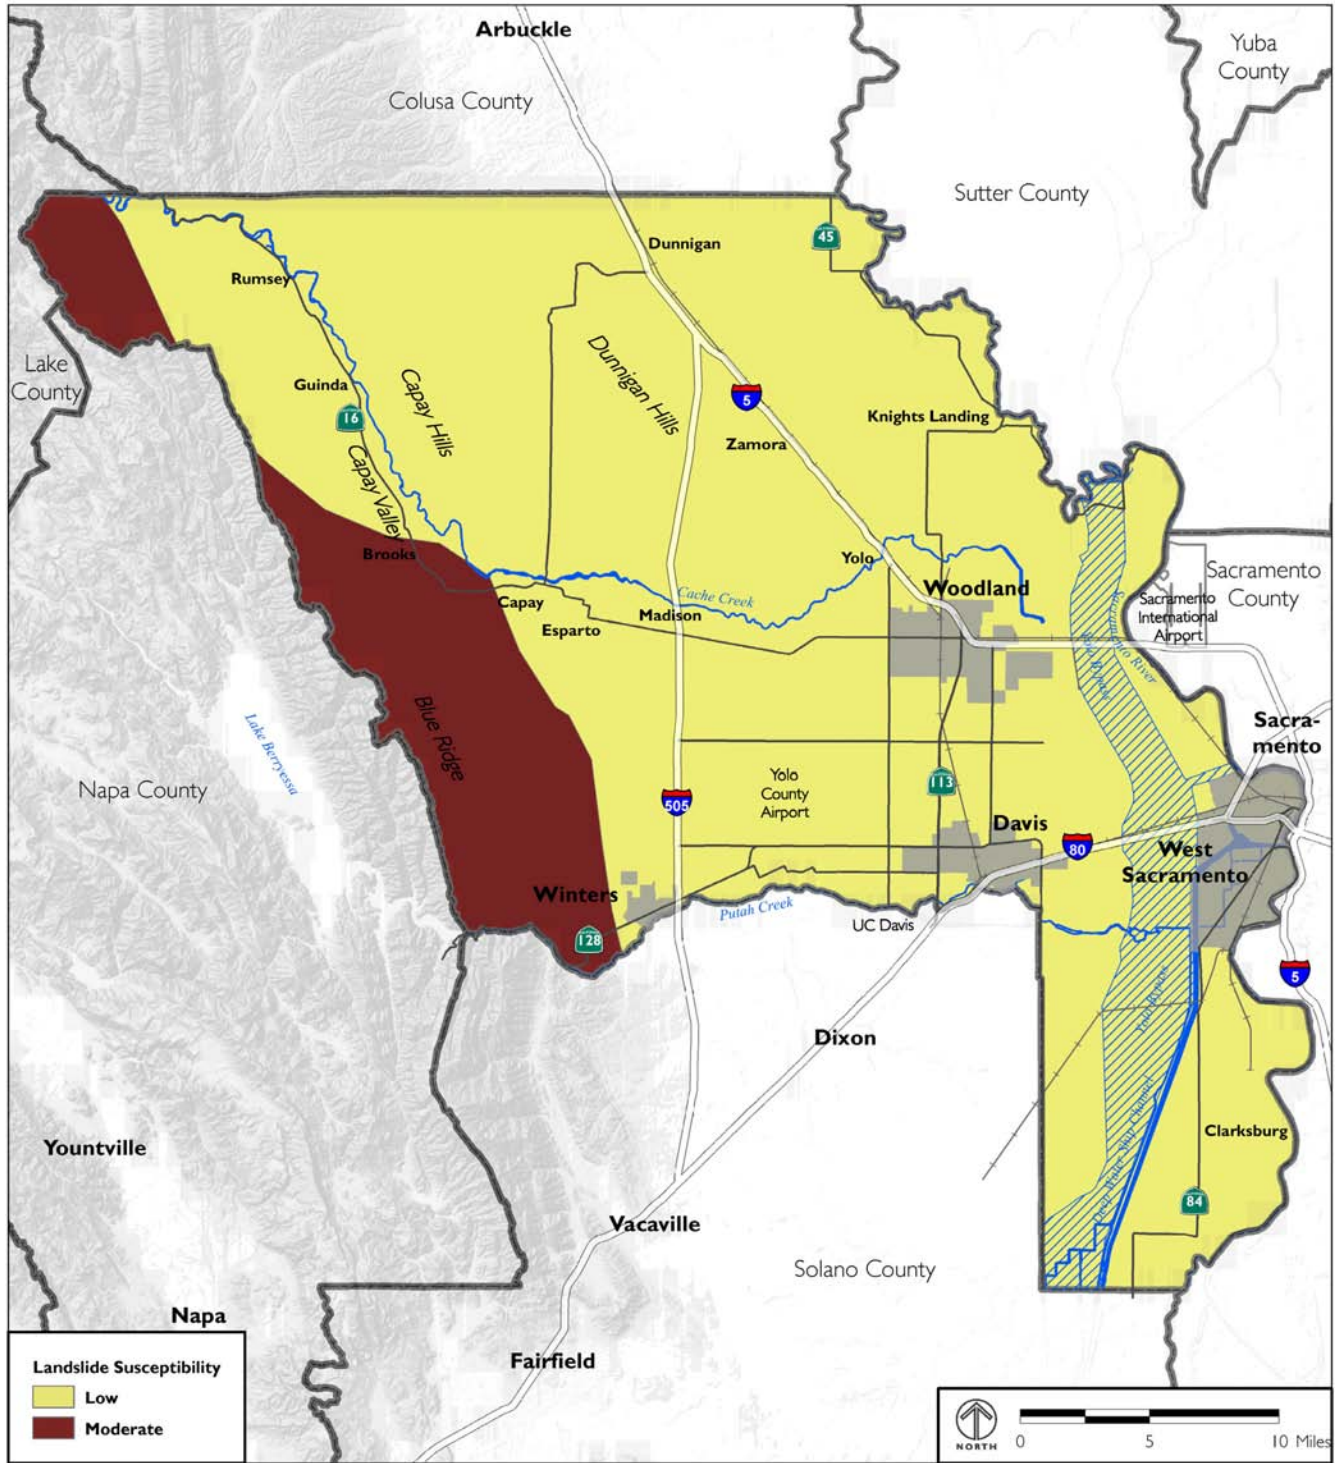 Arbuckle
Yuba
County
Colusa County
Sutter County
45
Dunnigan
Rumsey
Lake
County
Guinda
16
Capay Hills
Dunnigan Hills
5
Knights Landing
Zamora
Capay Valley
Brooks
Yolo
Woodland
Sacramento
County
Capay
Cache Creek
Madison
Esparto
Sacramento
International
Airport
Sacramento River
Yolo Bypass
Blue Ridge
Lake Berryessa
Sacra-
mento
Napa County
Yolo
County
Airport
113
505
Davis
80
West
Sacramento
Winters
Putah Creek
UC Davis
128
5
Yolo Bypass
Dixon
Deep Water Ship Channel
Clarksburg
Yountville
84
Vacaville
Solano County
Napa
Fairfield
Landslide Susceptibility
Low
Moderate
NORTH
0 5 10 Miles